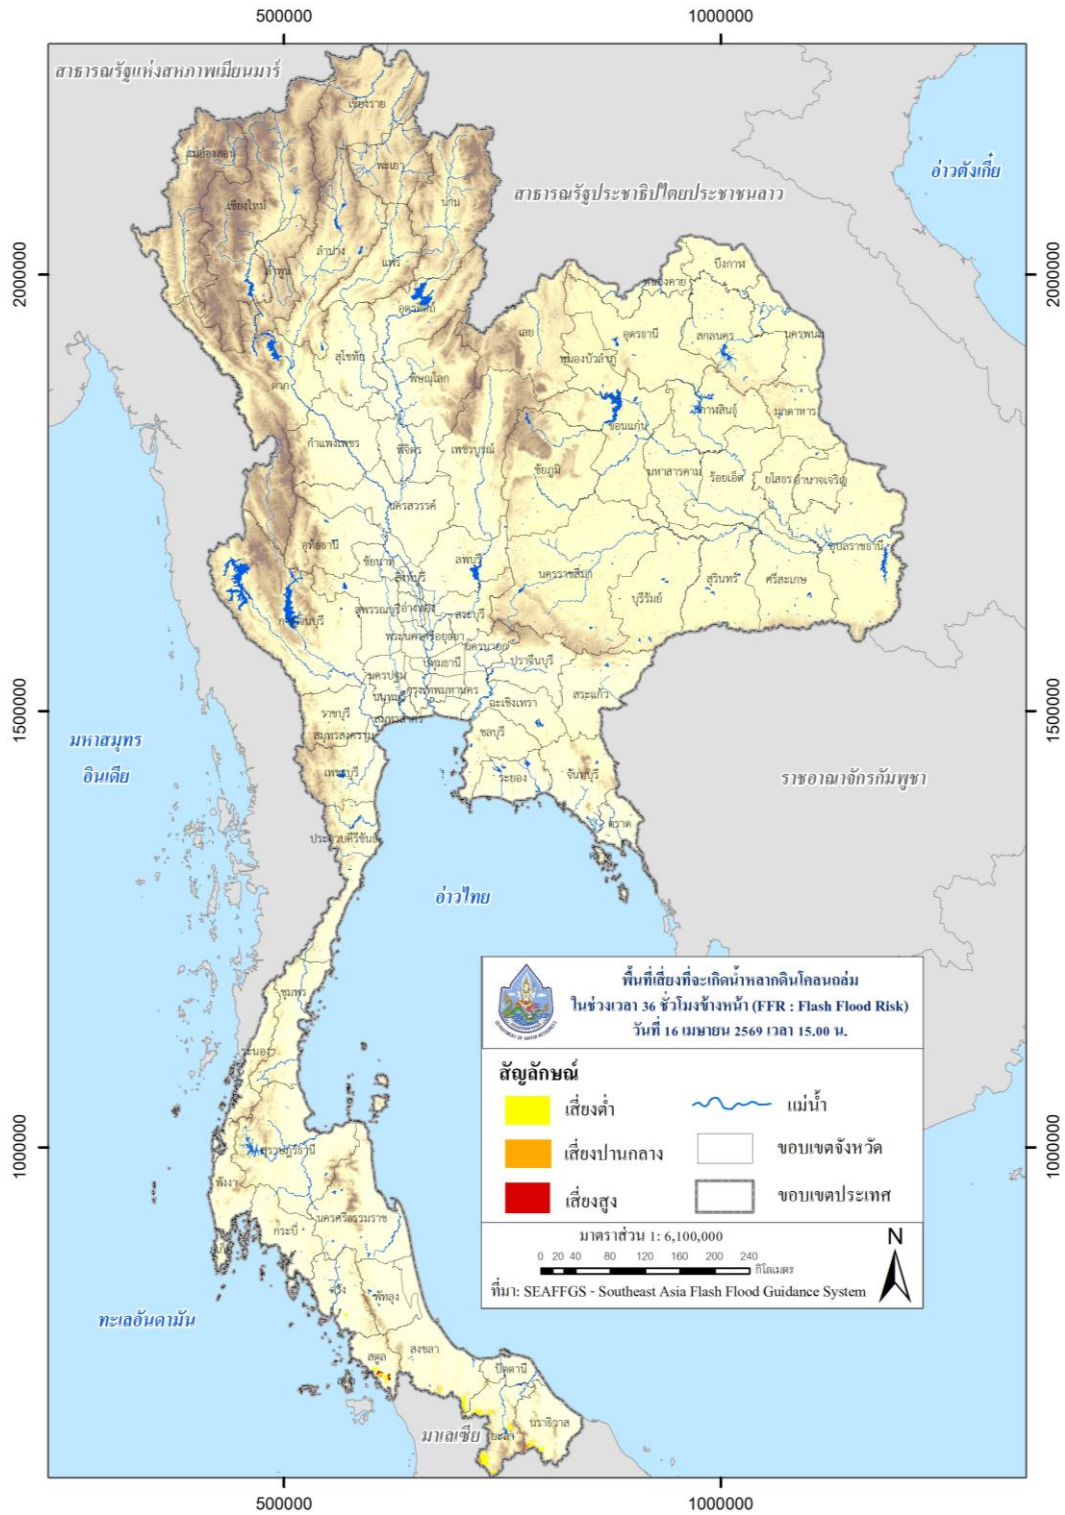 500000
1000000
สาธารณรัฐแห่งสหภาพเมียนมาร์
เชียงราย
แม่ฮ่องสอน
พะเยา
อ่าวตังเกี๋ย
สาธารณรัฐประชาธิปไตยประชาชนลาว
เชียงใหม่
น่าน
ลำปาง
แพร่
ลำพูน
บึงกาฬ
2000000
2000000
หนองคาย
อุตรดิตถ์
เลย
อุดรธานี
สกลนคร
นครพนม
สุโขทัย
หนองบัวลำภู
ตาก
พิษณุโลก
กาฬสินธุ์
มุกดาหาร
ขอนแก่น
กำแพงเพชร
พิจิตร
เพชรบูรณ์
ชัยภูมิ
มหาสารคาม
ร้อยเอ็ด
ยโสธร
อำนาจเจริญ
นครสวรรค์
อุทัยธานี
ชัยนาท
ลพบุรี
อุบลราชธานี
สิงห์บุรี
นครราชสีมา
สุรินทร์
ศรีสะเกษ
บุรีรัมย์
สุพรรณบุรี
อ่างทอง
สระบุรี
กาญจนบุรี
พระนครศรีอยุธยา
นครนายก
ปทุมธานี
ปราจีนบุรี
นครปฐม
นนทบุรี
กรุงเทพมหานคร
ฉะเชิงเทรา
สระแก้ว
1500000
1500000
ราชบุรี
สมุทรสาคร
สมุทรสงคราม
ชลบุรี
มหาสมุทร
อินเดีย
เพชรบุรี
ระยอง
จันทบุรี
ราชอาณาจักรกัมพูชา
ตราด
ประจวบคีรีขันธ์
ตราด
อ่าวไทย
ชุมพร
ระนอง
พื้นที่เสี่ยงที่จะเกิดน้ำหลากดินโคลนถล่ม
ในช่วงเวลา 36 ชั่วโมงข้างหน้า (FFR : Flash Flood Risk)
วันที่ 16 เมษายน 2569 เวลา 15.00 น.
สัญลักษณ์
เสี่ยงต่ำ
แม่น้ำ
เสี่ยงปานกลาง
ขอบเขตจังหวัด
เสี่ยงสูง
ขอบเขตประเทศ
มาตราส่วน 1: 6,100,000
N
0 20 40 80 120 160 200 240
กิโลเมตร
ที่มา: SEAFFGS - Southeast Asia Flash Flood Guidance System
1000000
1000000
สุราษฎร์ธานี
พังงา
นครศรีธรรมราช
กระบี่
ตรัง
พัทลุง
ทะเลอันดามัน
สงขลา
สตูล
ปัตตานี
นราธิวาส
ยะลา
มาเลเซีย
500000
1000000